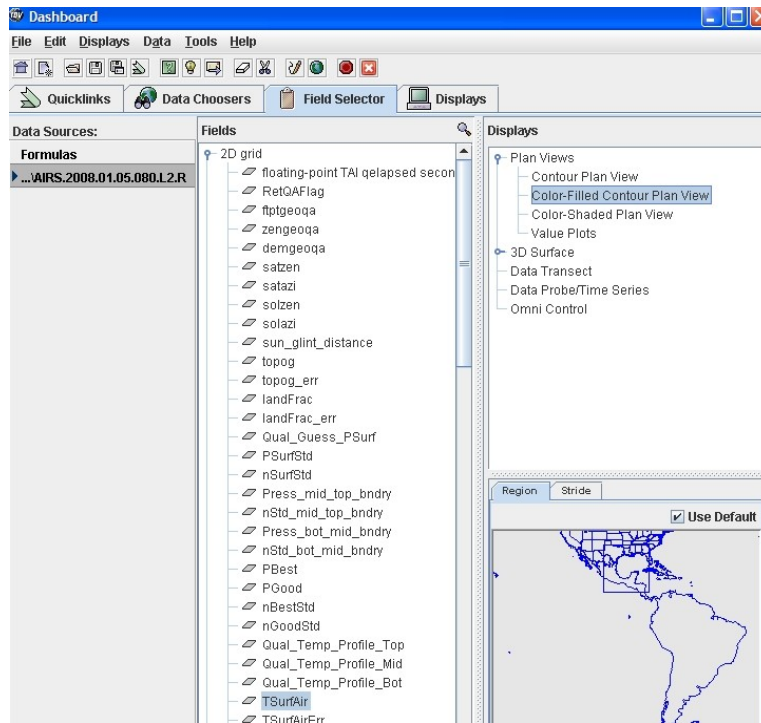 Dashboard
File Edit Displays Data Tools Help
Quicklinks Data Choosers Field Selector Displays
Data Sources:
Formulas
...\AIRS.2008.01.05.080.L2.R
Fields
2D grid
floating-point TAI qelapsed secon
RetQAFlag
ftptgeoqa
zengeoqa
demgeoqa
satzen
satazi
solzen
solazi
sun_glint_distance
topog
topog_err
landFrac
landFrac_err
Qual_Guess_PSurf
PSurfStd
nSurfStd
Press_mid_top_bndry
nStd_mid_top_bndry
Press_bot_mid_bndry
nStd_bot_mid_bndry
PBest
PGood
nBestStd
nGoodStd
Qual_Temp_Profile_Top
Qual_Temp_Profile_Mid
Qual_Temp_Profile_Bot
TSurfAir
TSurfAirErr
Displays
Plan Views
Contour Plan View
Color-Filled Contour Plan View
Color-Shaded Plan View
Value Plots
3D Surface
Data Transect
Data Probe/Time Series
Omni Control
Region Stride
Use Default